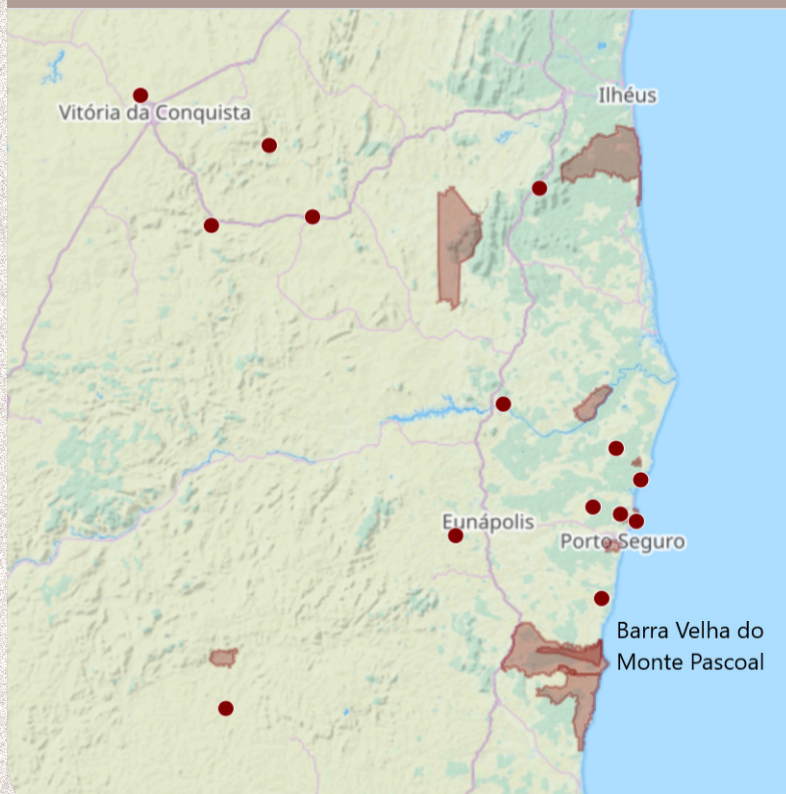 Ilhéus
Vitória da Conquista
Eunápolis
Porto Seguro
Barra Velha do
Monte Pascoal